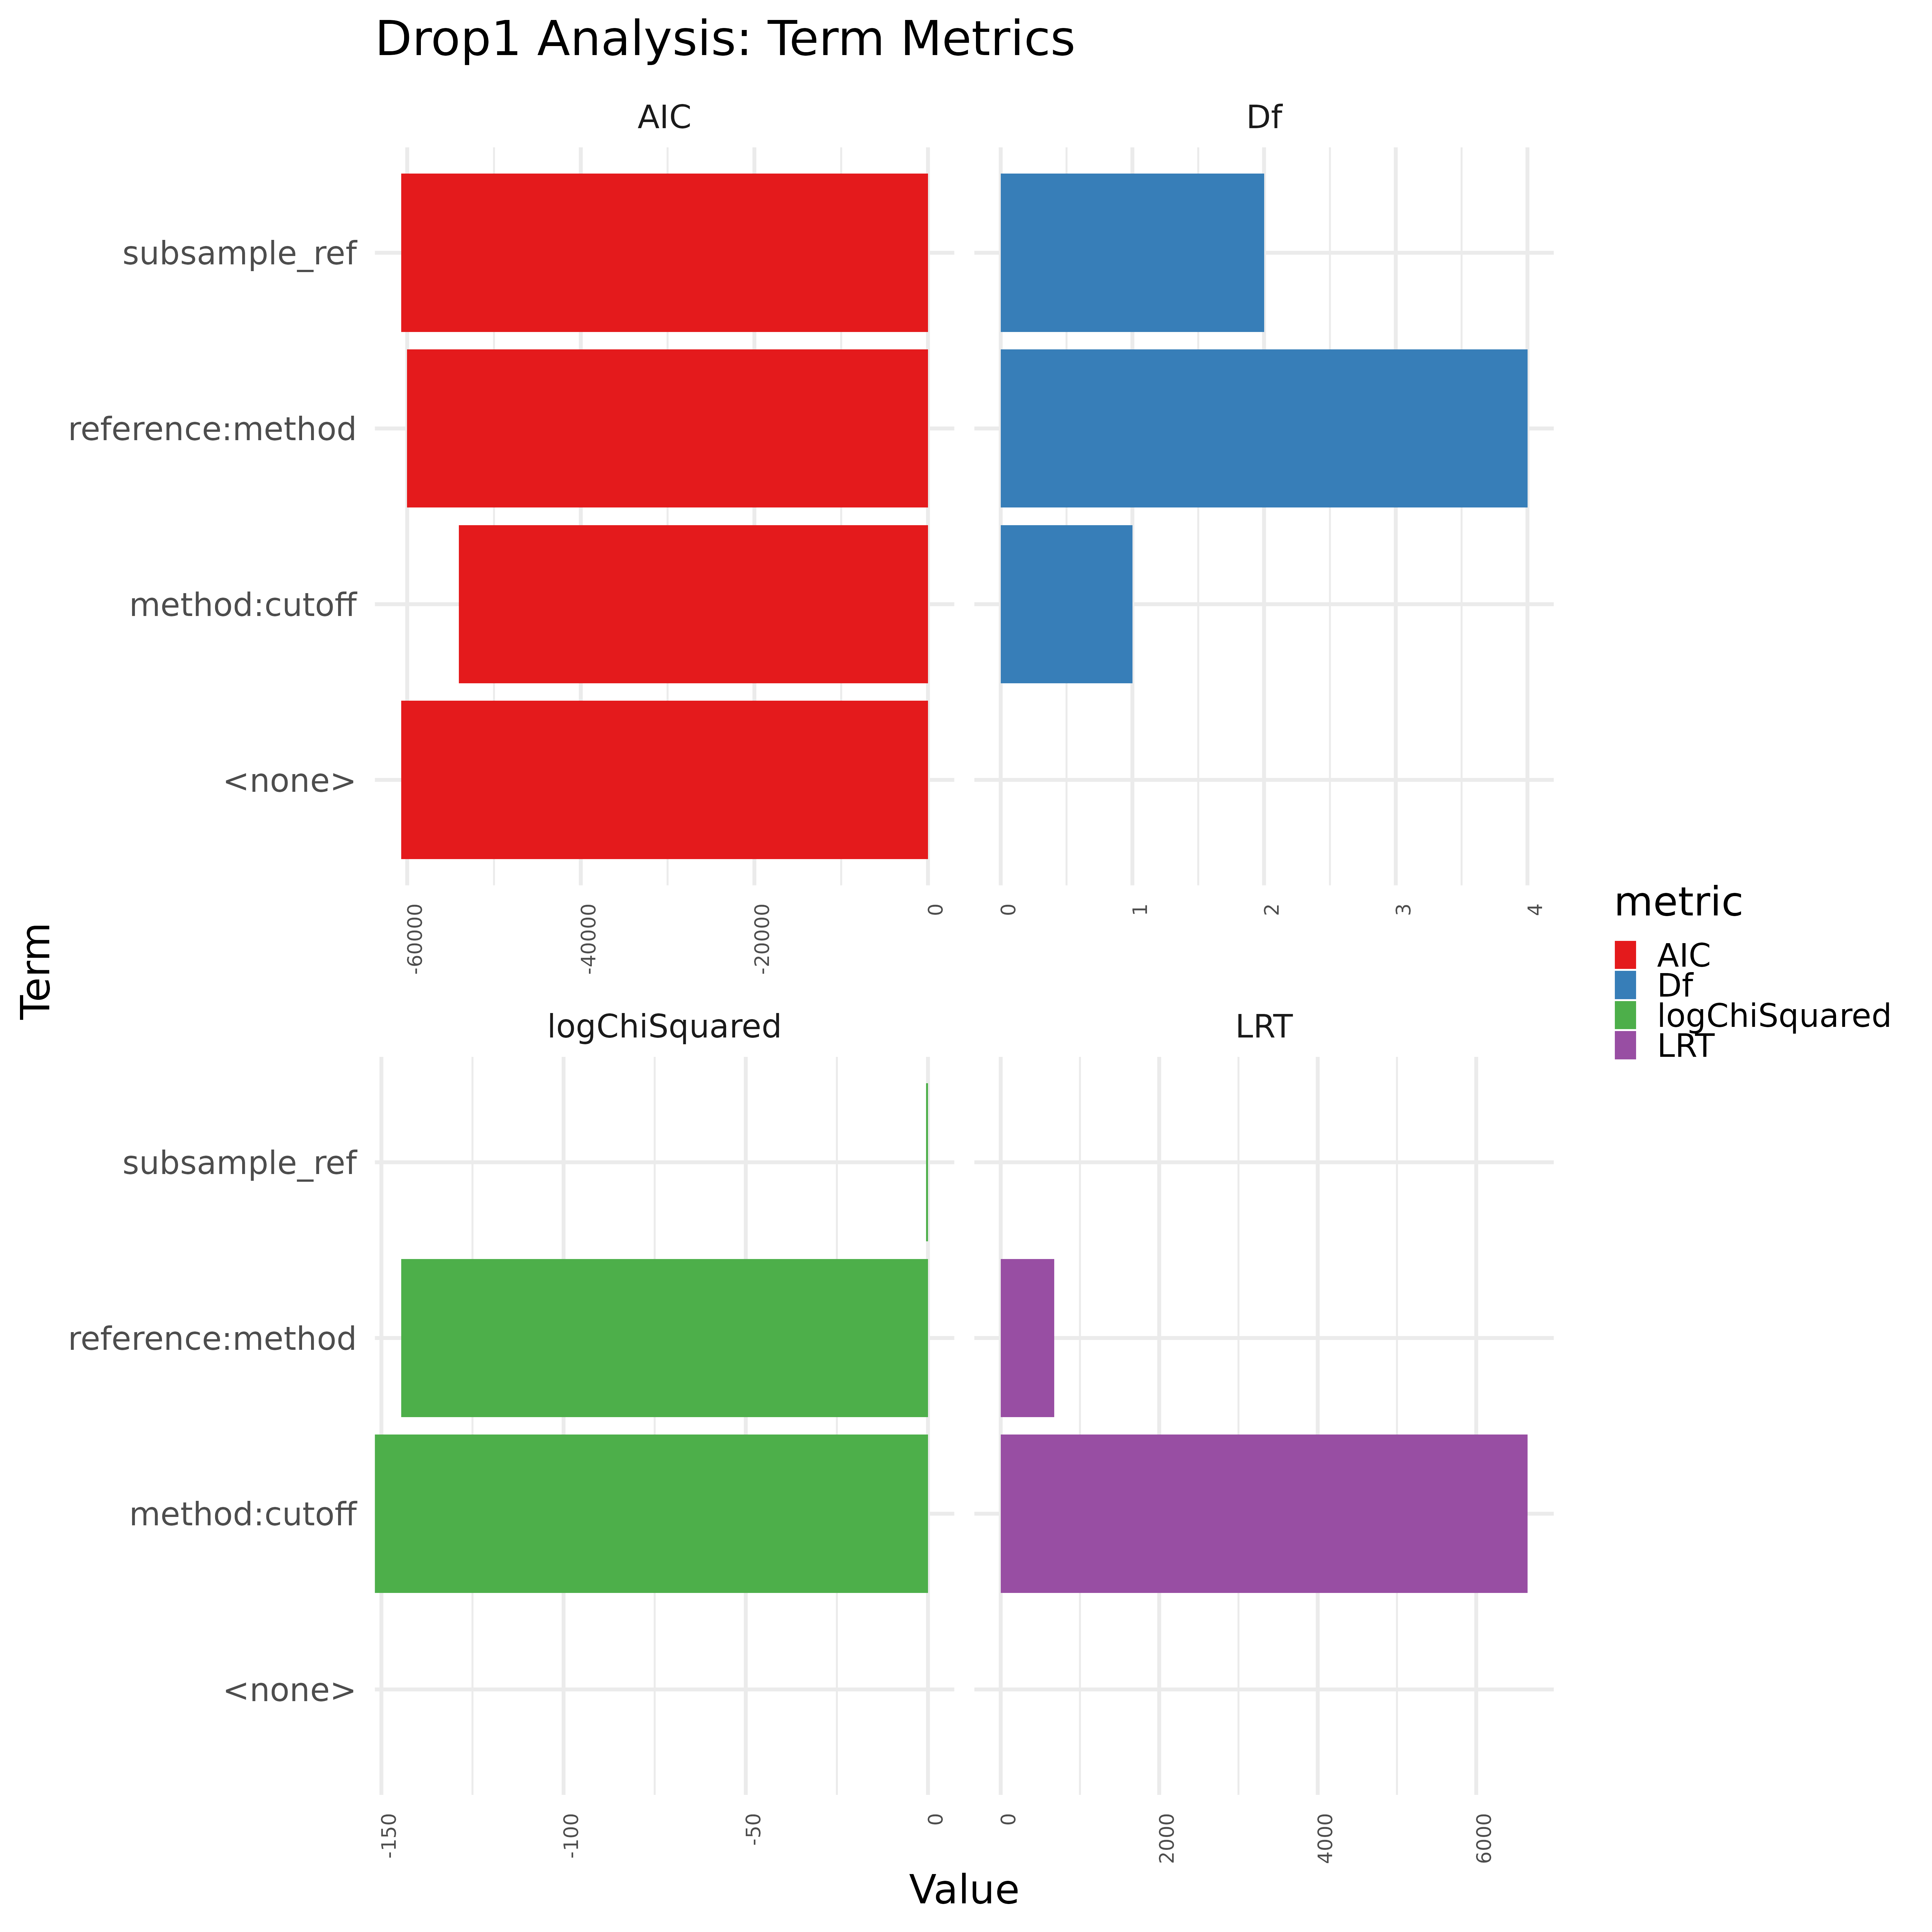 Drop1 Analysis: Term Metrics
AIC
Df
subsample_ref
reference:method
method:cutoff
<none>
-60000
-40000
-20000
0
0
1
2
3
4
logChiSquared
LRT
subsample_ref
reference:method
method:cutoff
<none>
-150
-100
-50
0
0
2000
4000
6000
Term
Value
metric
AIC
Df
logChiSquared
LRT